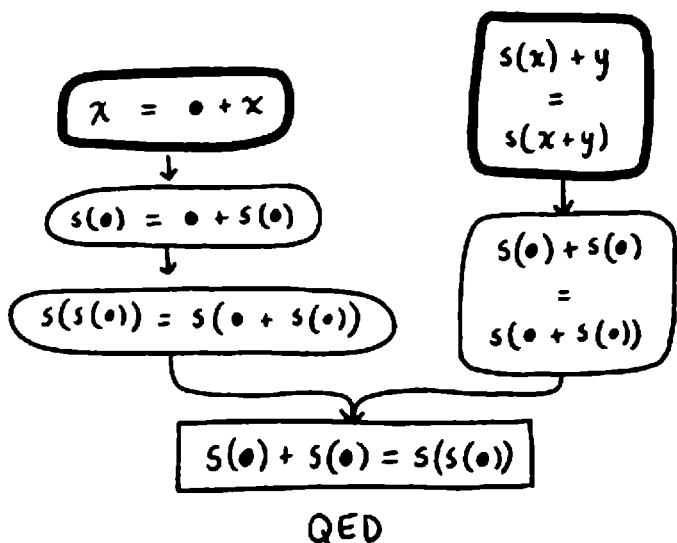 x = • + x
s(•) = • + s(•)
s(s(•)) = s(• + s(•))
s(x) + y
=
s(x+y)
s(•) + s(•)
=
s(• + s(•))
s(•) + s(•) = s(s(•))
QED